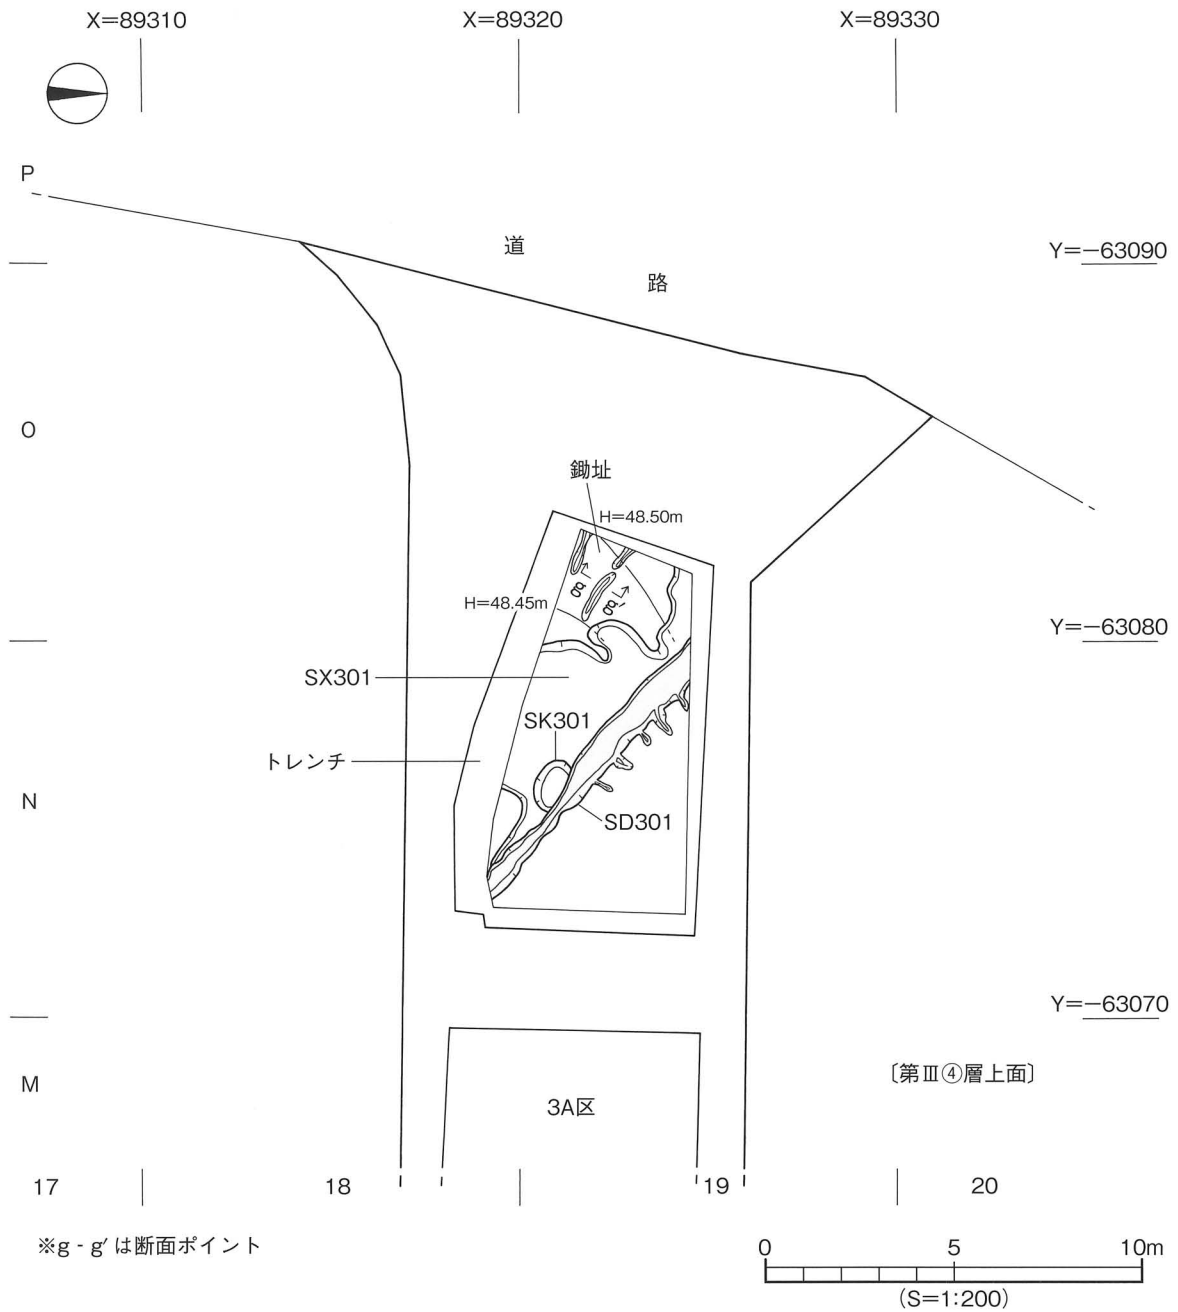 X=89310
X=89320
X=89330
P
道
路
Y=−63090
O
鋤址
H=48.50m
g
g′
H=48.45m
Y=−63080
SX301
SK301
トレンチ
N
SD301
Y=−63070
M
〔第Ⅲ④層上面〕
3A区
17
18
19
20
※g - g′は断面ポイント
0 5 10m
(S=1:200)